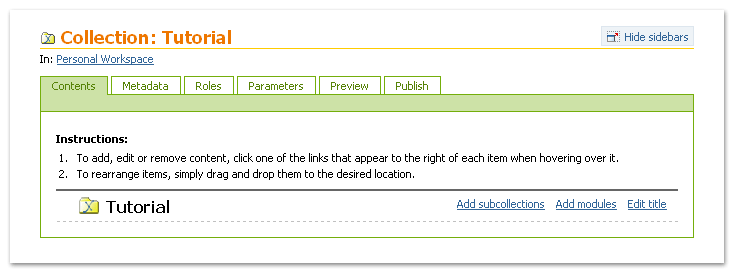 Collection: Tutorial
Hide sidebars
In: Personal Workspace
Contents Metadata Roles Parameters Preview Publish
Instructions:
1. To add, edit or remove content, click one of the links that appear to the right of each item when hovering over it.
2. To rearrange items, simply drag and drop them to the desired location.
Tutorial Add subcollections Add modules Edit title